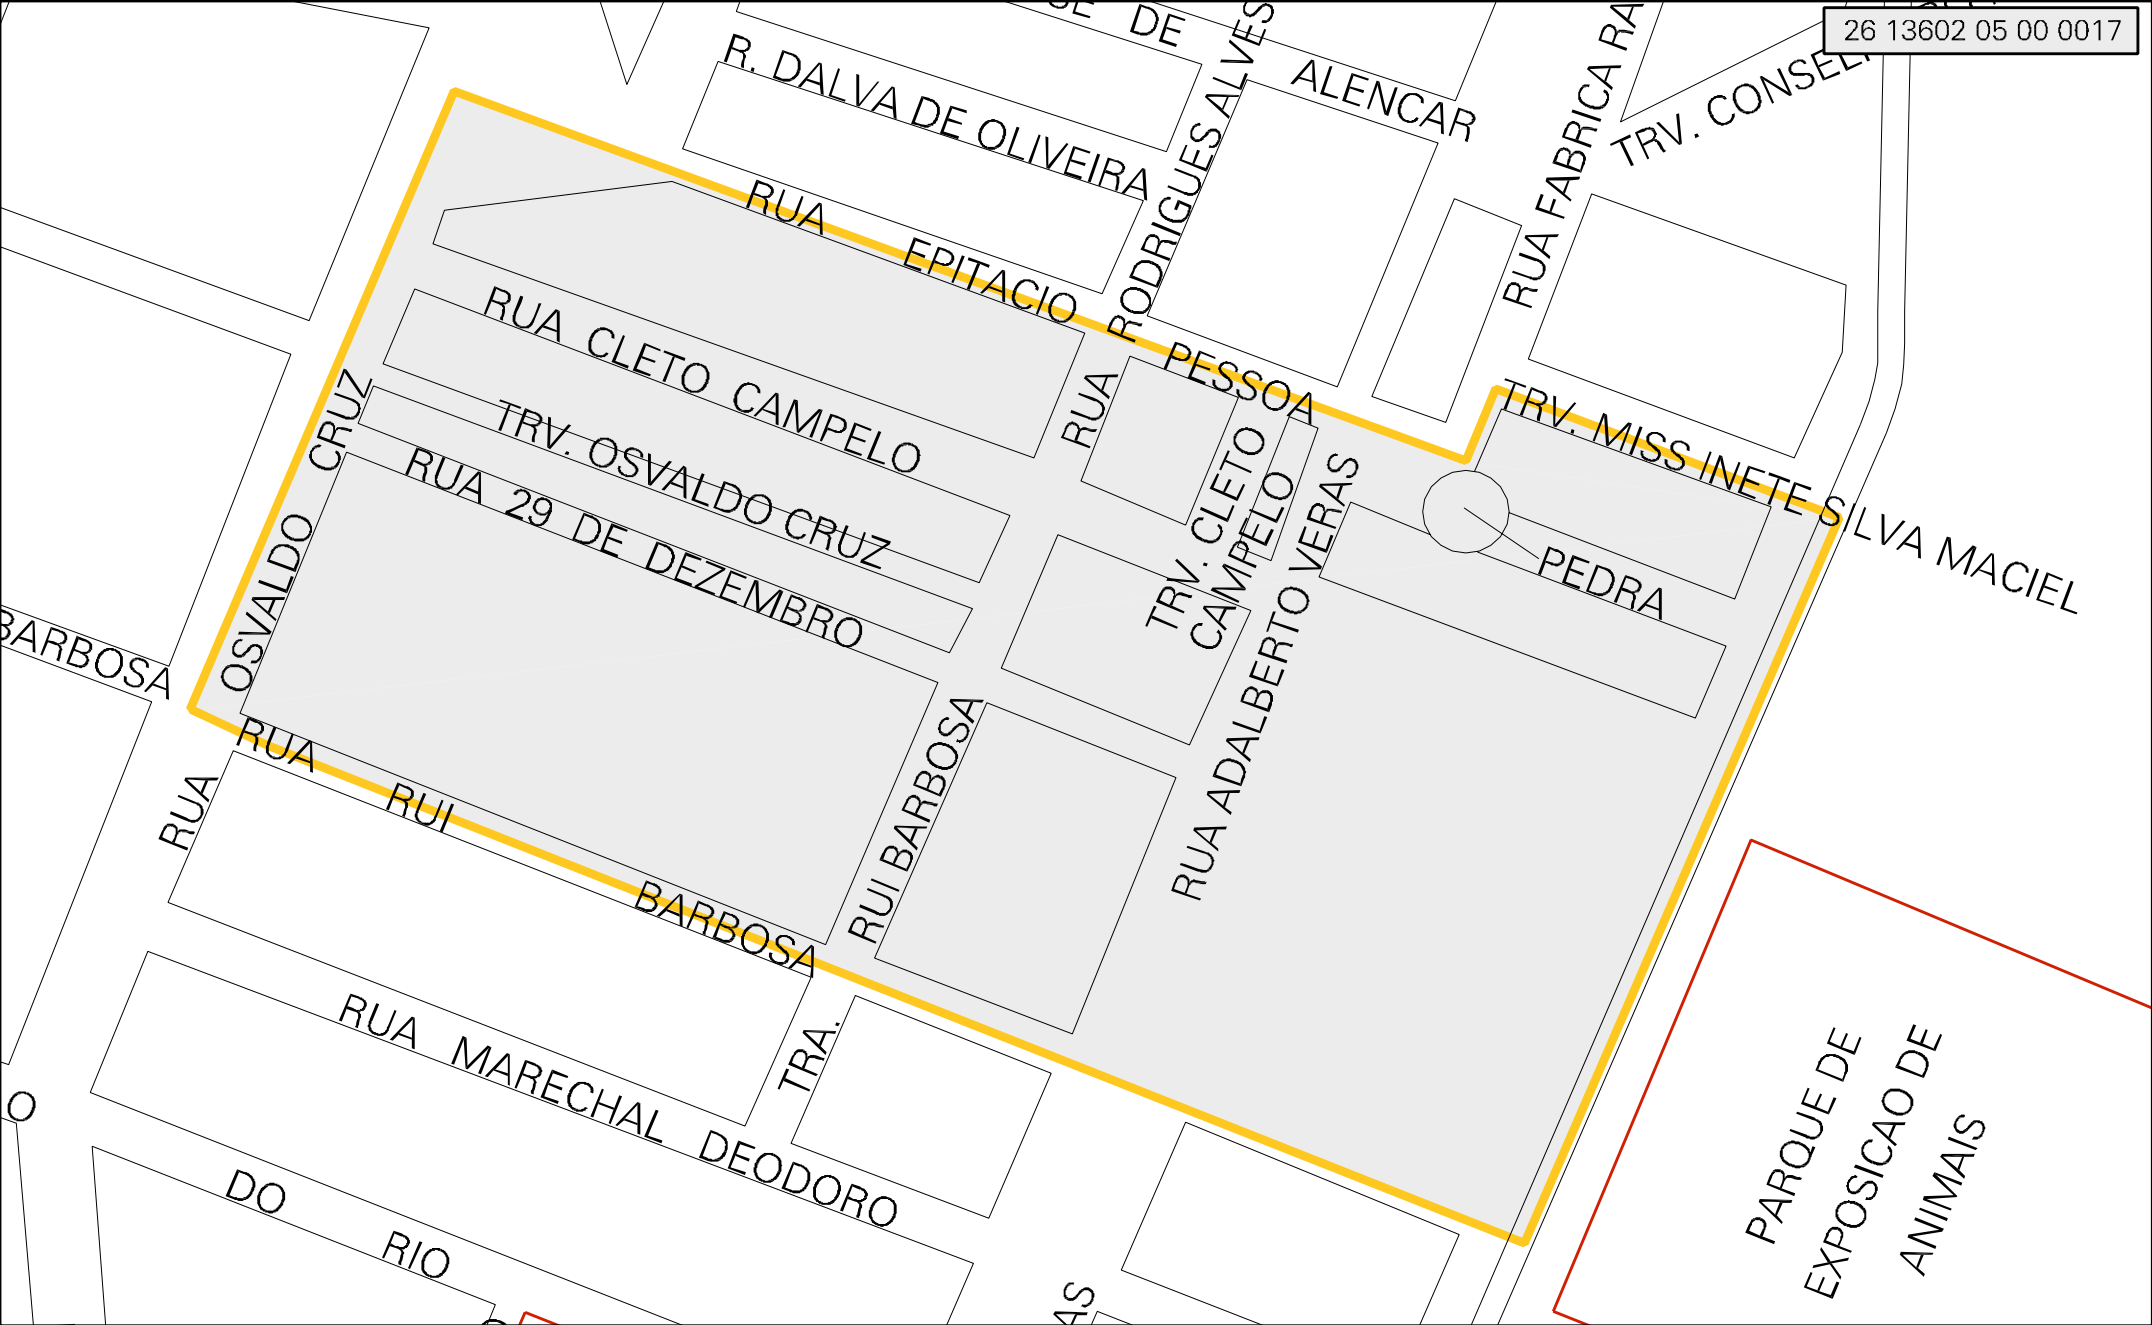 26 13602 05 00 0017
DE
ALENCAR
R. DALVA DE OLIVEIRA
RODRIGUES ALVES
RUA FABRICA
TRV.
RUA EPITACIO PESSOA
RUA CLETO CAMPELO
TRV. OSVALDO CRUZ
RUA 29 DE DEZEMBRO
RUA
TRV. CLETO
CAMPELO
RUA ADALBERTO VERAS
TRV. MISS INETE SILVA MACIEL
PEDRA
RUA OSVALDO CRUZ
BARBOSA
RUA RUI BARBOSA
TRA. RUI BARBOSA
RUA MARECHAL DEODORO
DO RIO
PARQUE DE
EXPOSICAO DE
ANIMAIS